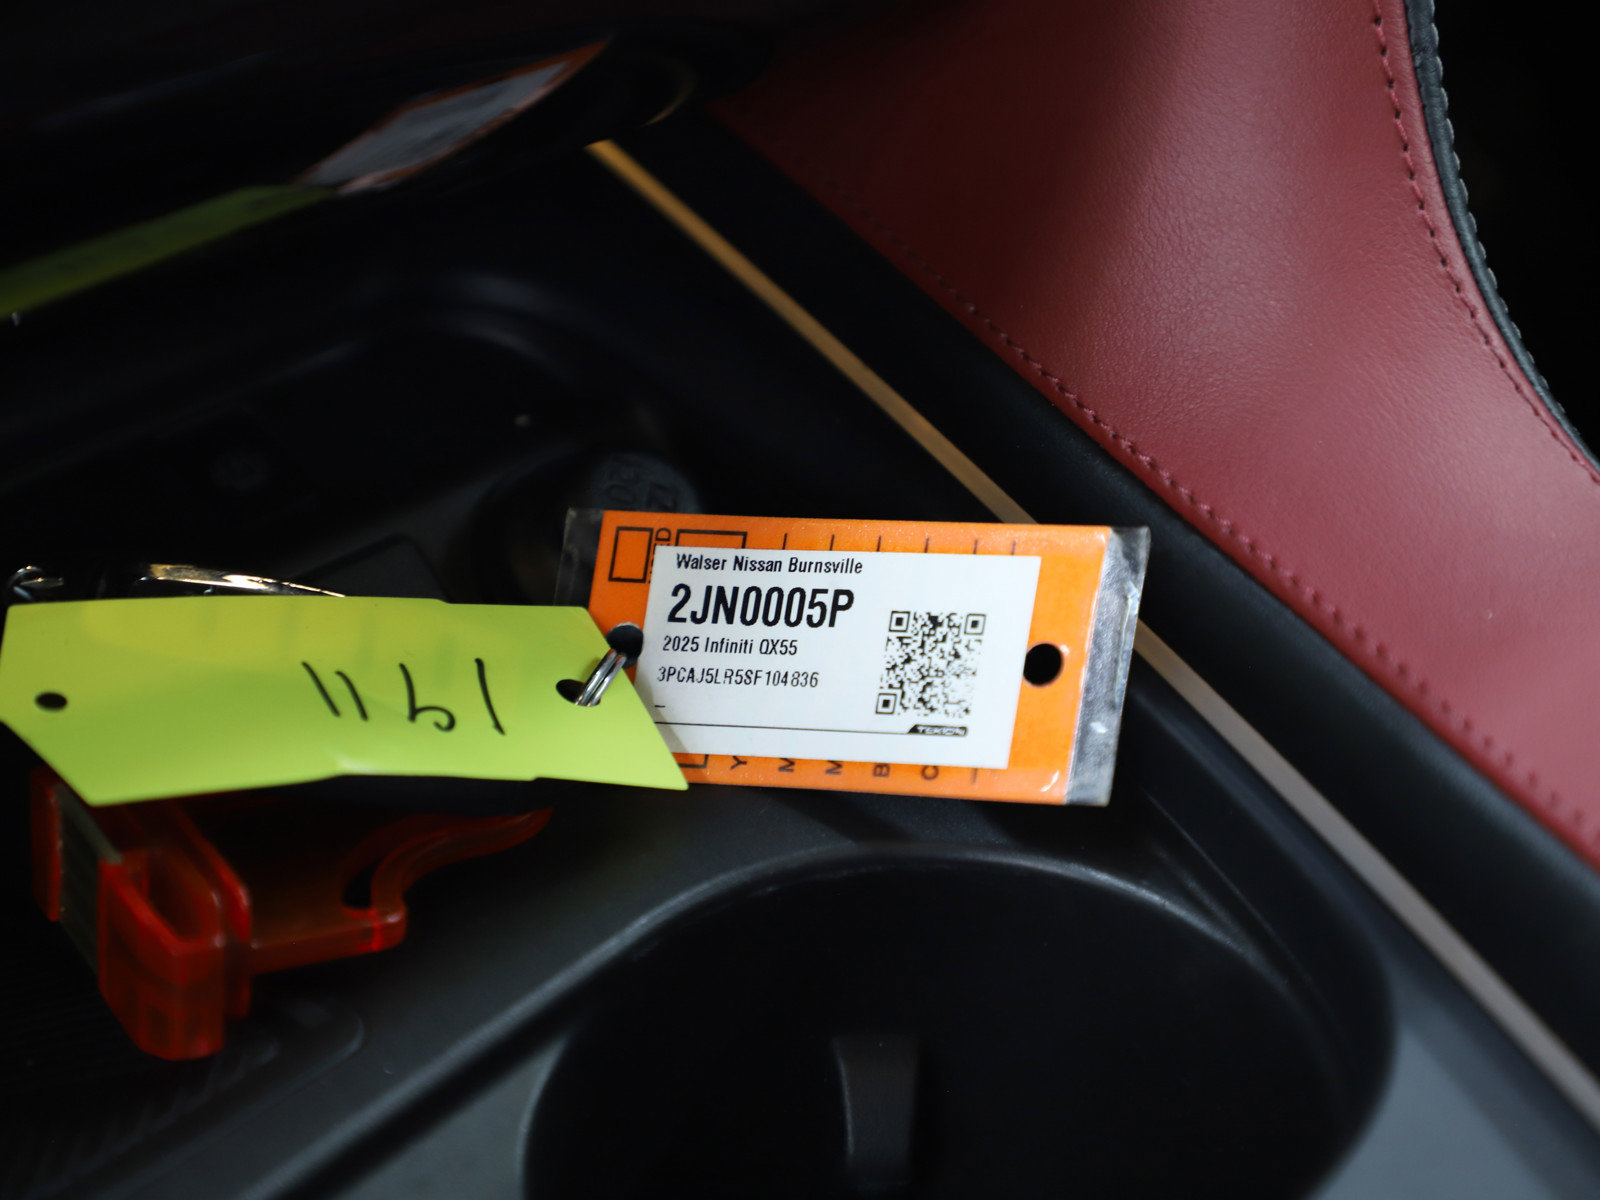 Walser Nissan Burnsville
2JN0005P
2025 Infiniti QX55
3PCAJ5LR5SF104836
-
1911
Y
M
M
B
C